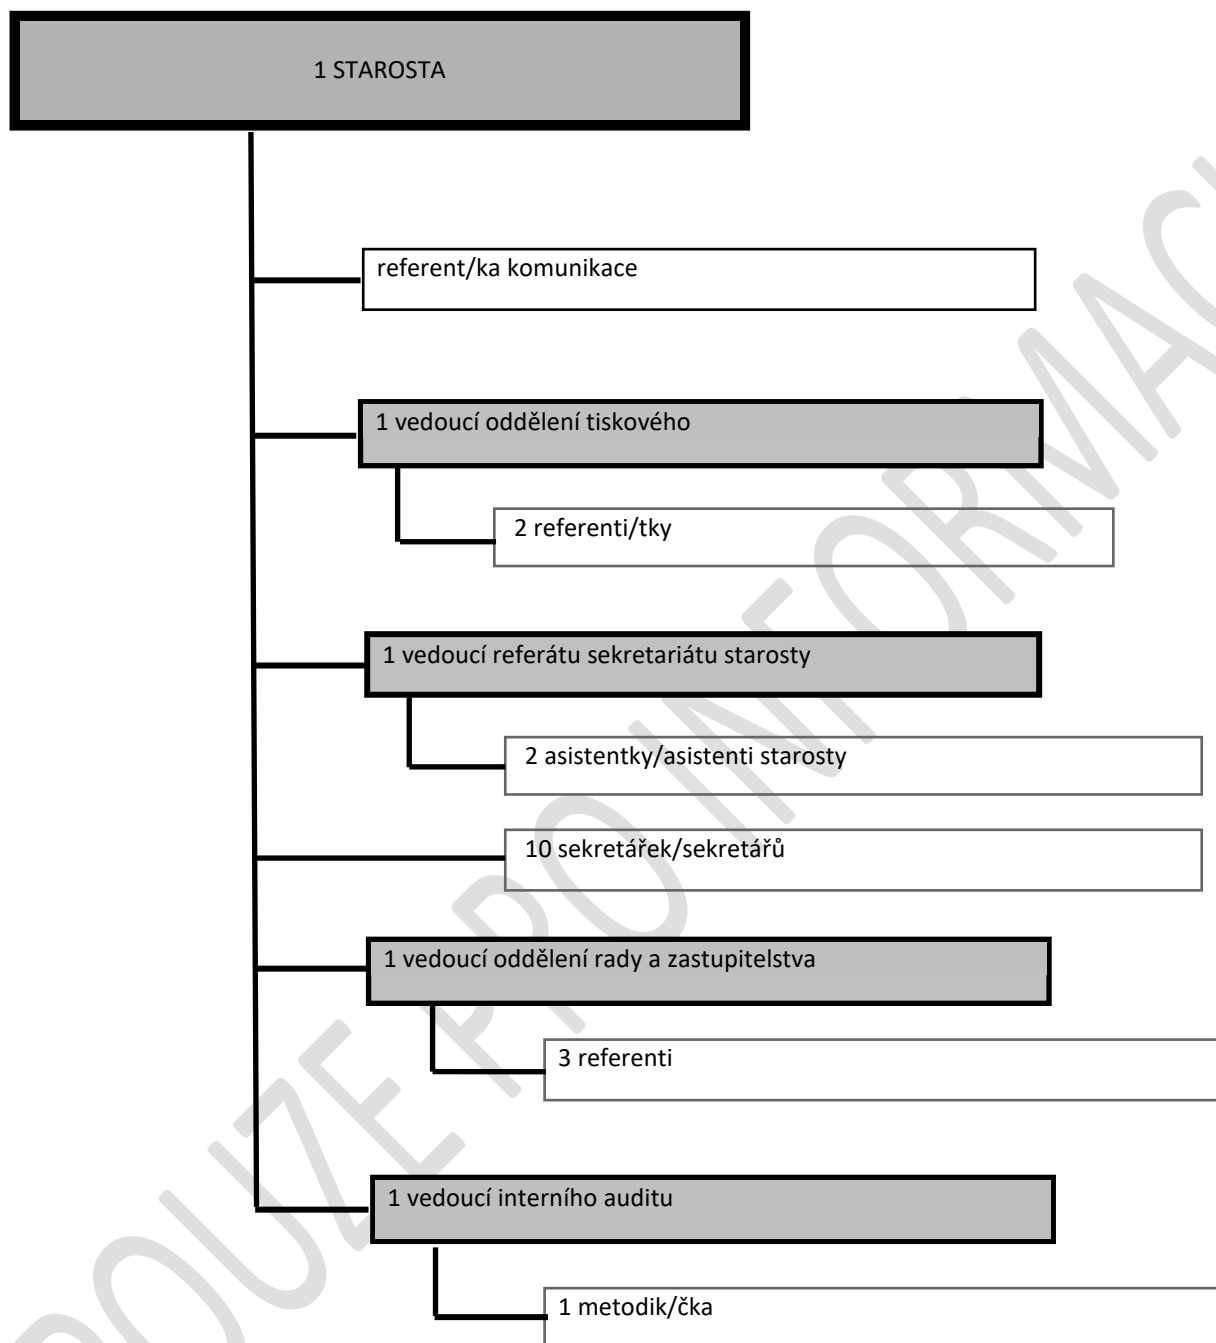 1 STAROSTA
referent/ka komunikace
1 vedoucí oddělení tiskového
2 referenti/tky
1 vedoucí referátu sekretariátu starosty
2 asistentky/asistenti starosty
10 sekretářek/sekretářů
1 vedoucí oddělení rady a zastupitelstva
3 referenti
1 vedoucí interního auditu
1 metodik/čka
POUZE PRO INFORMAC